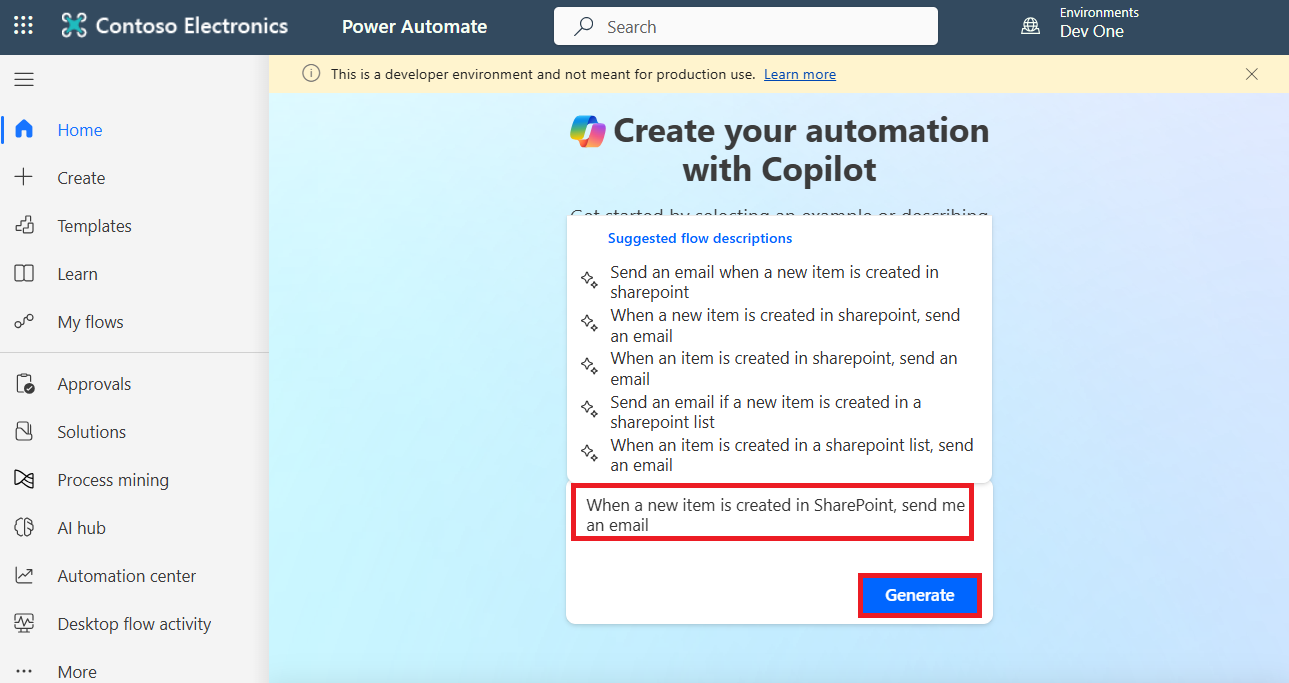 Contoso Electronics
Power Automate
Search
Environments
Dev One
This is a developer environment and not meant for production use. Learn more
Home
Create
Templates
Learn
My flows
Approvals
Solutions
Process mining
AI hub
Automation center
Desktop flow activity
More
Create your automation
with Copilot
Get started by selecting an example or describing
Suggested flow descriptions
Send an email when a new item is created in
sharepoint
When a new item is created in sharepoint, send
an email
When an item is created in sharepoint, send an
email
Send an email if a new item is created in a
sharepoint list
When an item is created in a sharepoint list, send
an email
When a new item is created in SharePoint, send me
an email
Generate